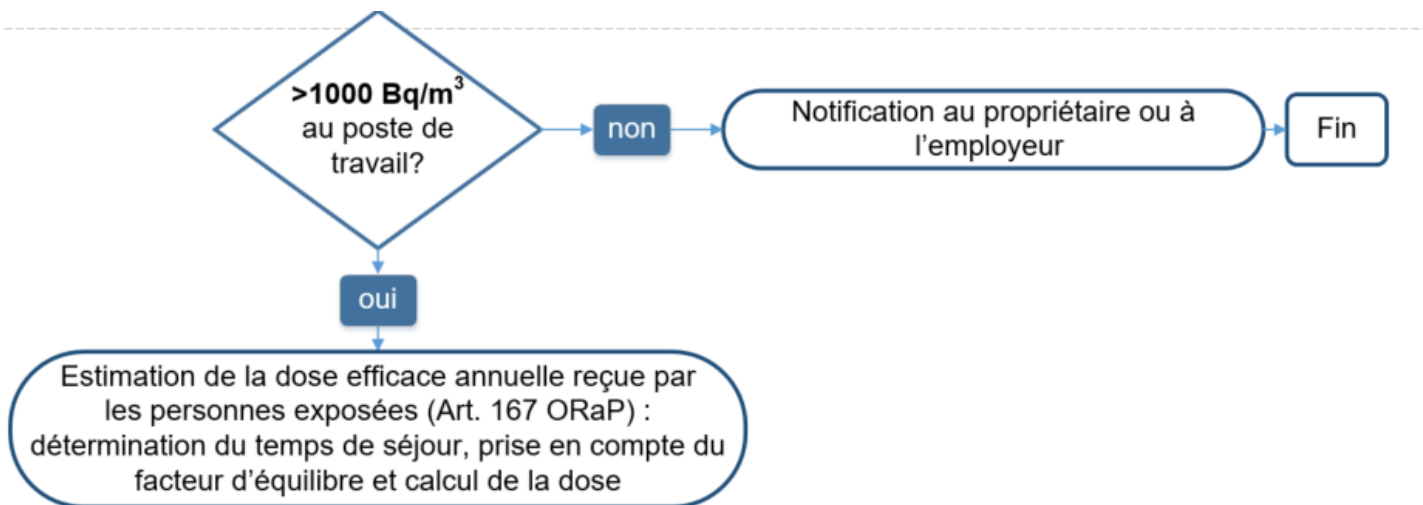 >1000 Bq/m³
au poste de
travail?
non
Notification au propriétaire ou à
l’employeur
Fin
oui
Estimation de la dose efficace annuelle reçue par
les personnes exposées (Art. 167 ORaP) :
détermination du temps de séjour, prise en compte du
facteur d’équilibre et calcul de la dose